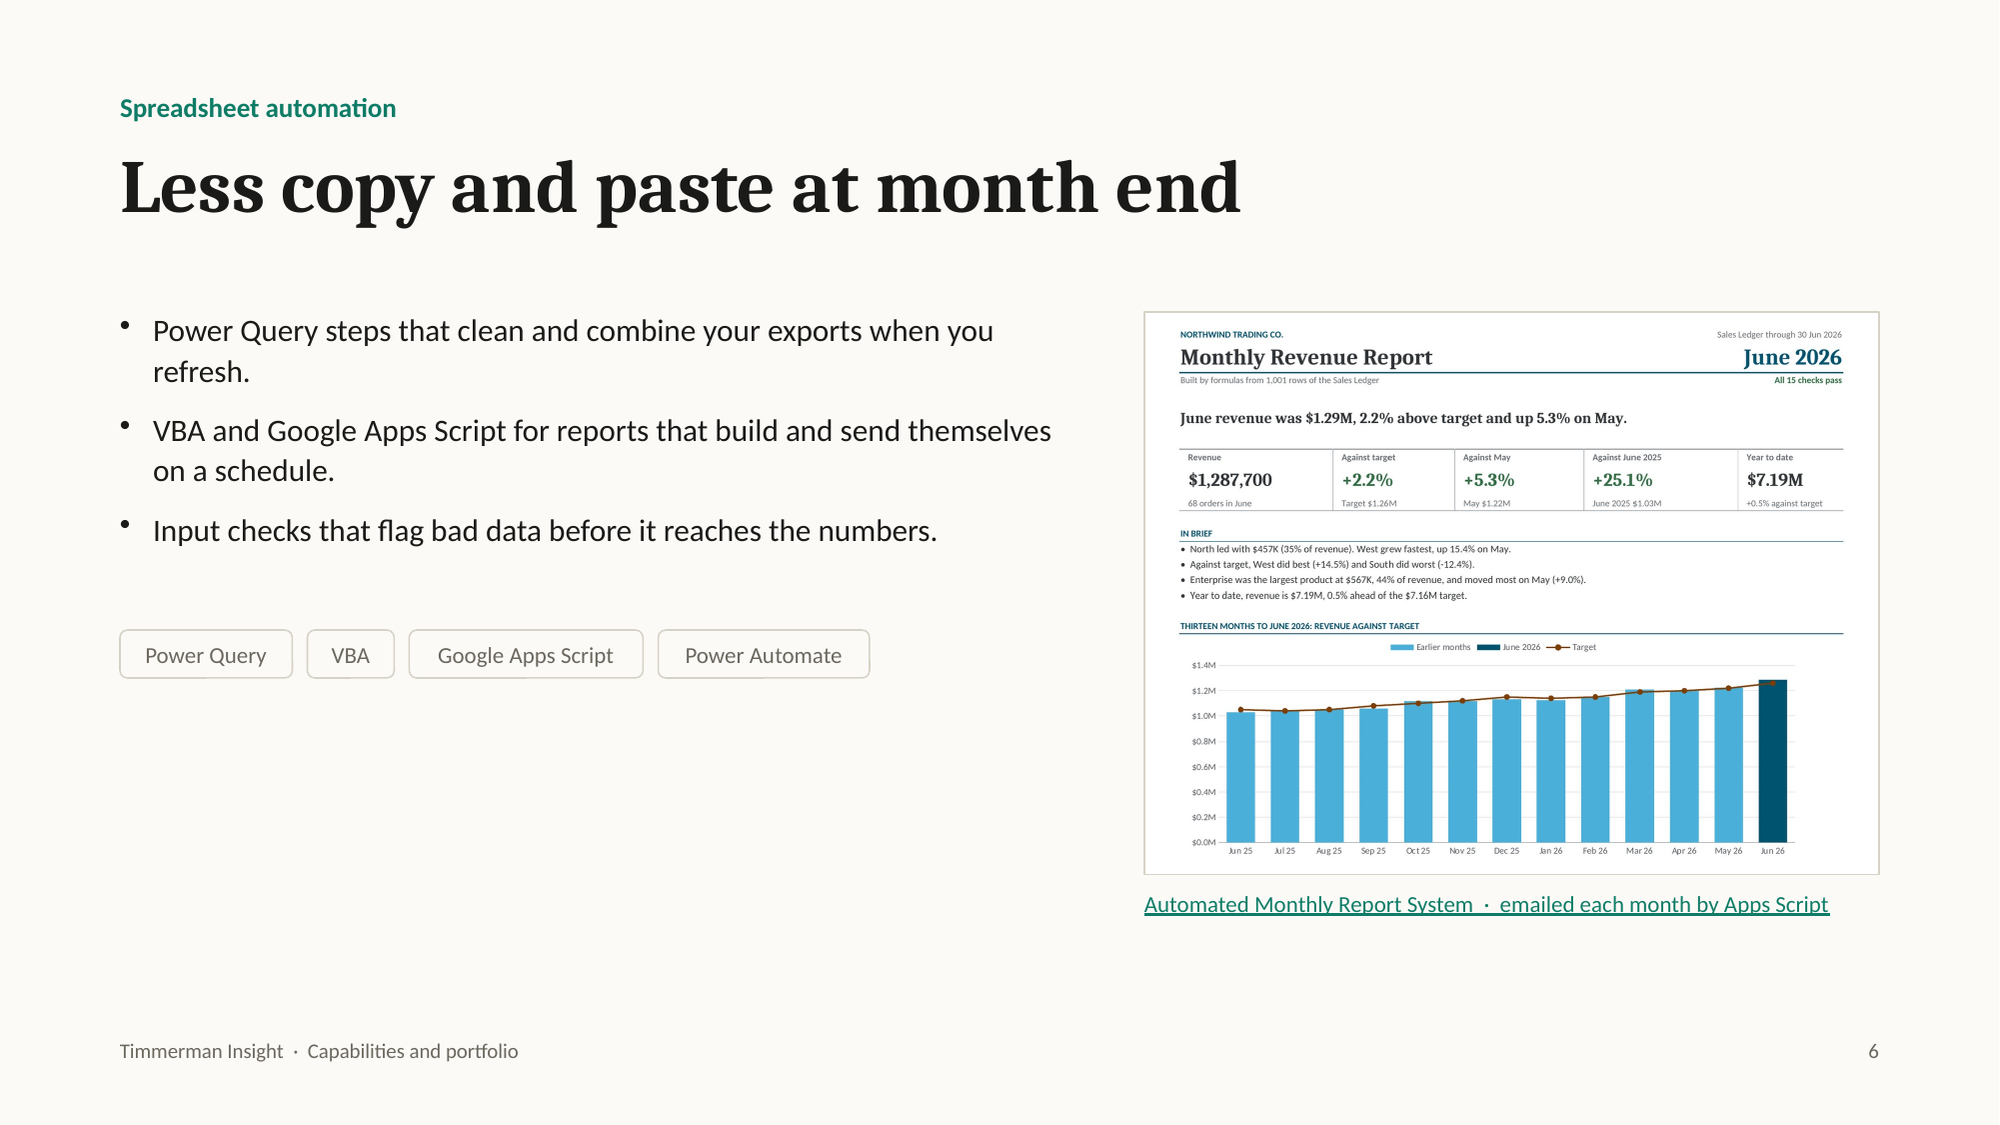 Spreadsheet automation
Less copy and paste at month end
• Power Query steps that clean and combine your exports when you
refresh.
• VBA and Google Apps Script for reports that build and send themselves
on a schedule.
• Input checks that flag bad data before it reaches the numbers.
Power Query VBA Google Apps Script Power Automate
NORTHWIND TRADING CO. Sales Ledger through 30 Jun 2026
Monthly Revenue Report June 2026
Built by formulas from 1,001 rows of the Sales Ledger All 15 checks pass
June revenue was $1.29M, 2.2% above target and up 5.3% on May.
Revenue Against target Against May Against June 2025 Year to date
$1,287,700 +2.2% +5.3% +25.1% $7.19M
68 orders in June Target $1.26M May $1.22M June 2025 $1.03M +0.5% against target
IN BRIEF
• North led with $457K (35% of revenue). West grew fastest, up 15.4% on May.
• Against target, West did best (+14.5%) and South did worst (-12.4%).
• Enterprise was the largest product at $567K, 44% of revenue, and moved most on May (+9.0%).
• Year to date, revenue is $7.19M, 0.5% ahead of the $7.16M target.
THIRTEEN MONTHS TO JUNE 2026: REVENUE AGAINST TARGET
Earlier months June 2026 Target
$1.4M
$1.2M
$1.0M
$0.8M
$0.6M
$0.4M
$0.2M
$0.0M
Jun 25 Jul 25 Aug 25 Sep 25 Oct 25 Nov 25 Dec 25 Jan 26 Feb 26 Mar 26 Apr 26 May 26 Jun 26
Automated Monthly Report System · emailed each month by Apps Script
Timmerman Insight · Capabilities and portfolio 6